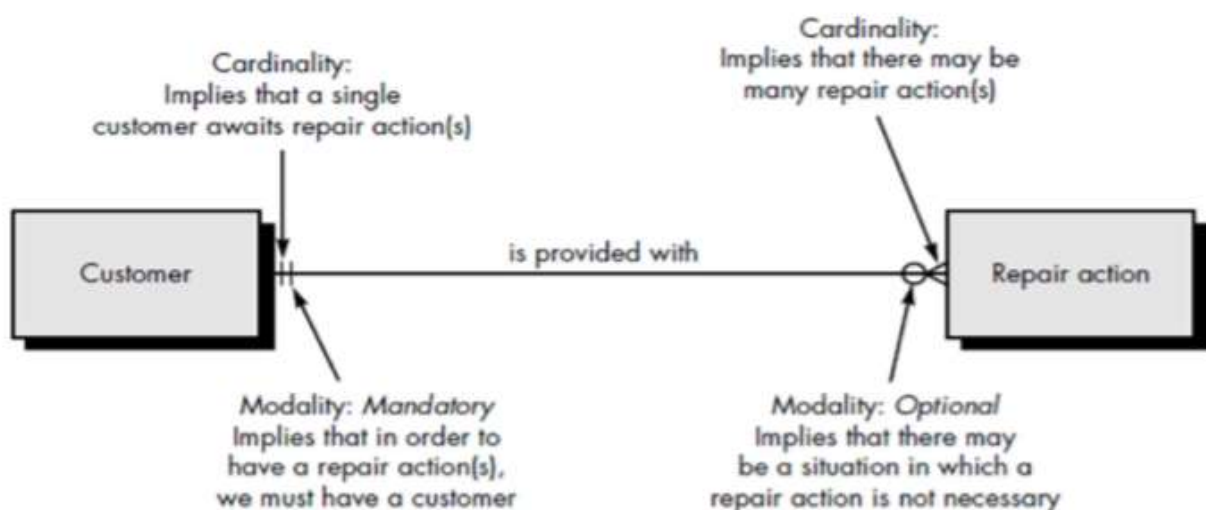 Cardinality:
Implies that a single
customer awaits repair action(s)
Cardinality:
Implies that there may be
many repair action(s)
Customer
is provided with
Repair action
Modality: Mandatory
Implies that in order to
have a repair action(s),
we must have a customer
Modality: Optional
Implies that there may
be a situation in which a
repair action is not necessary